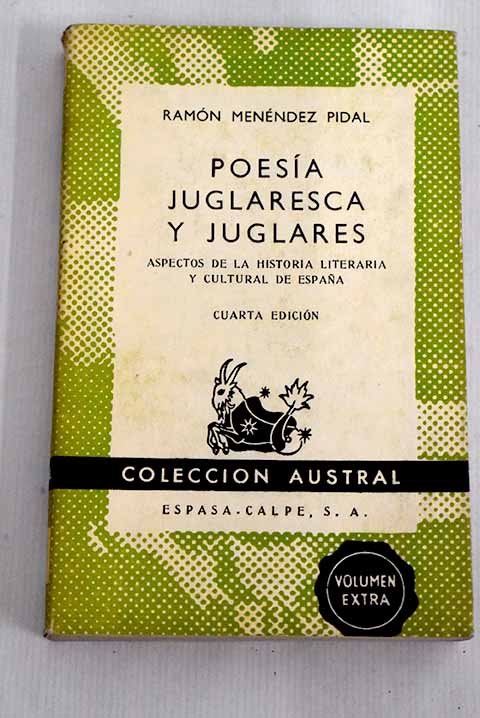 RAMÓN MENÉNDEZ PIDAL
POESÍA
JUGLARESCA
Y JUGLARES
ASPECTOS DE LA HISTORIA LITERARIA
Y CULTURAL DE ESPAÑA
CUARTA EDICIÓN
COLECCION AUSTRAL
ESPASA-CALPE, S. A.
VOLUMEN
EXTRA